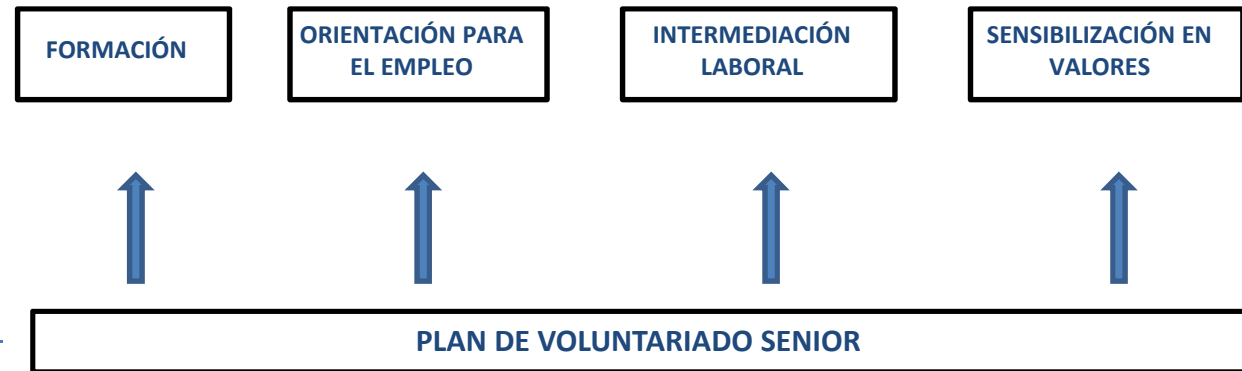 FORMACIÓN
ORIENTACIÓN PARA
EL EMPLEO
INTERMEDIACIÓN
LABORAL
SENSIBILIZACIÓN EN
VALORES
PLAN DE VOLUNTARIADO SENIOR